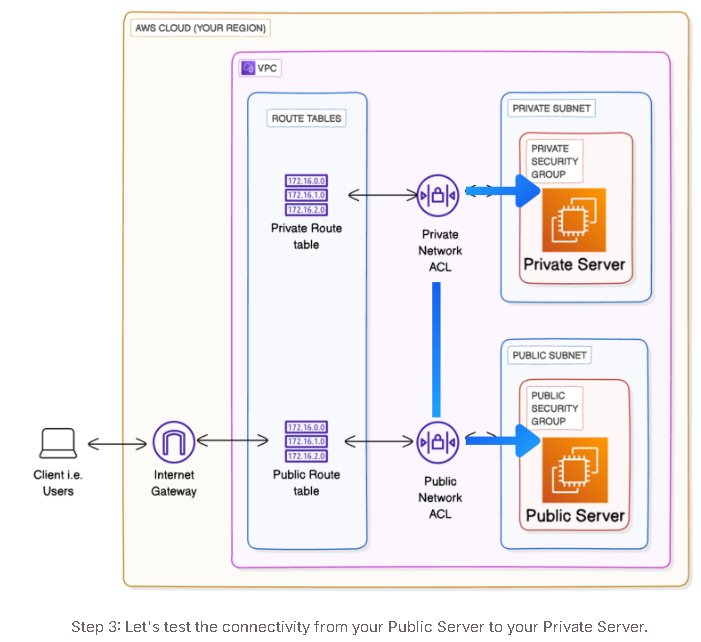 AWS CLOUD (YOUR REGION)
VPC
ROUTE TABLES
172.16.0.0
172.16.1.0
172.16.2.0
Private Route
table
Private
Network
ACL
PRIVATE SUBNET
PRIVATE
SECURITY
GROUP
Private Server
Client i.e.
Users
Internet
Gateway
172.16.0.0
172.16.1.0
172.16.2.0
Public Route
table
Public
Network
ACL
PUBLIC SUBNET
PUBLIC
SECURITY
GROUP
Public Server
Step 3: Let's test the connectivity from your Public Server to your Private Server.